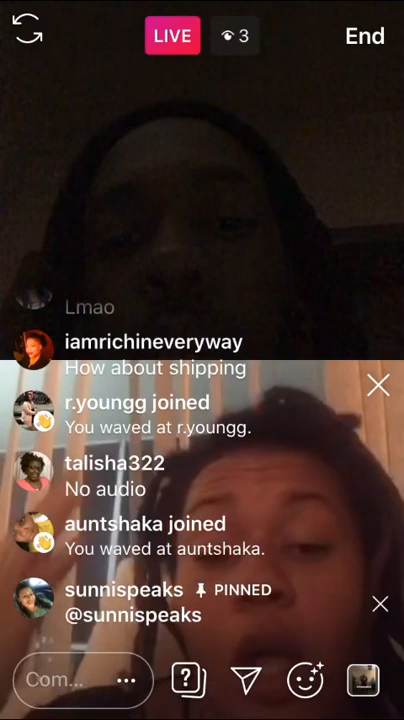 LIVE 3 End
Lmao
iamrichineveryway
How about shipping
r.youngg joined
You waved at r.youngg.
talisha322
No audio
auntshaka joined
You waved at auntshaka.
sunnispeaks PINNED
@sunnispeaks
Com...